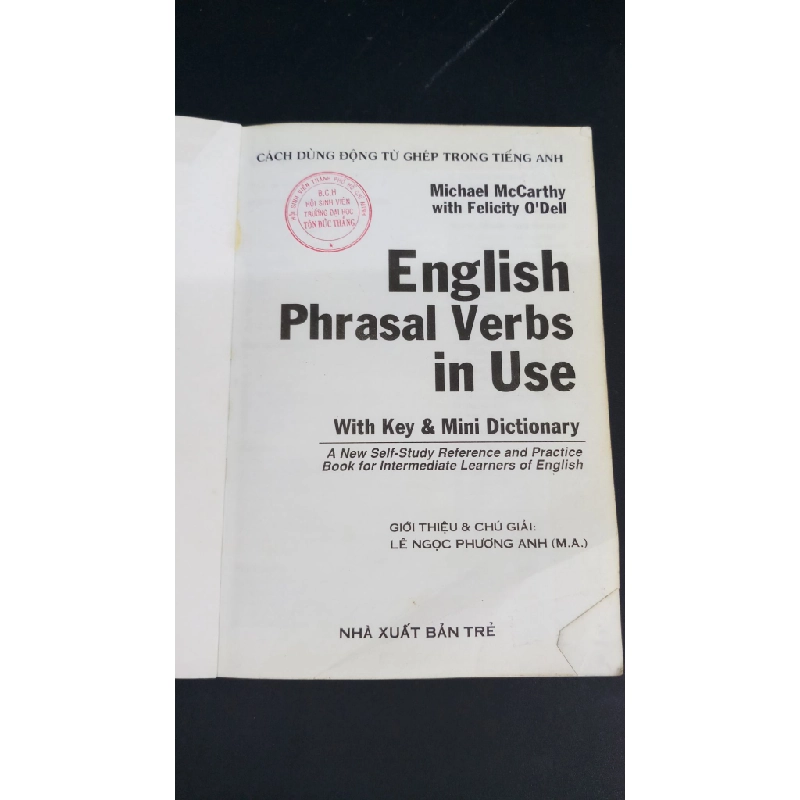 CÁCH DÙNG ĐỘNG TỪ GHÉP TRONG TIẾNG ANH
B.C.H
HỘI SINH VIÊN
TRƯỜNG ĐẠI HỌC
TÔN ĐỨC THẮNG
Michael McCarthy
with Felicity O'Dell
English
Phrasal Verbs
in Use
With Key & Mini Dictionary
A New Self-Study Reference and Practice
Book for Intermediate Learners of English
GIỚI THIỆU & CHÚ GIẢI:
LÊ NGỌC PHƯƠNG ANH (M.A.)
NHÀ XUẤT BẢN TRẺ